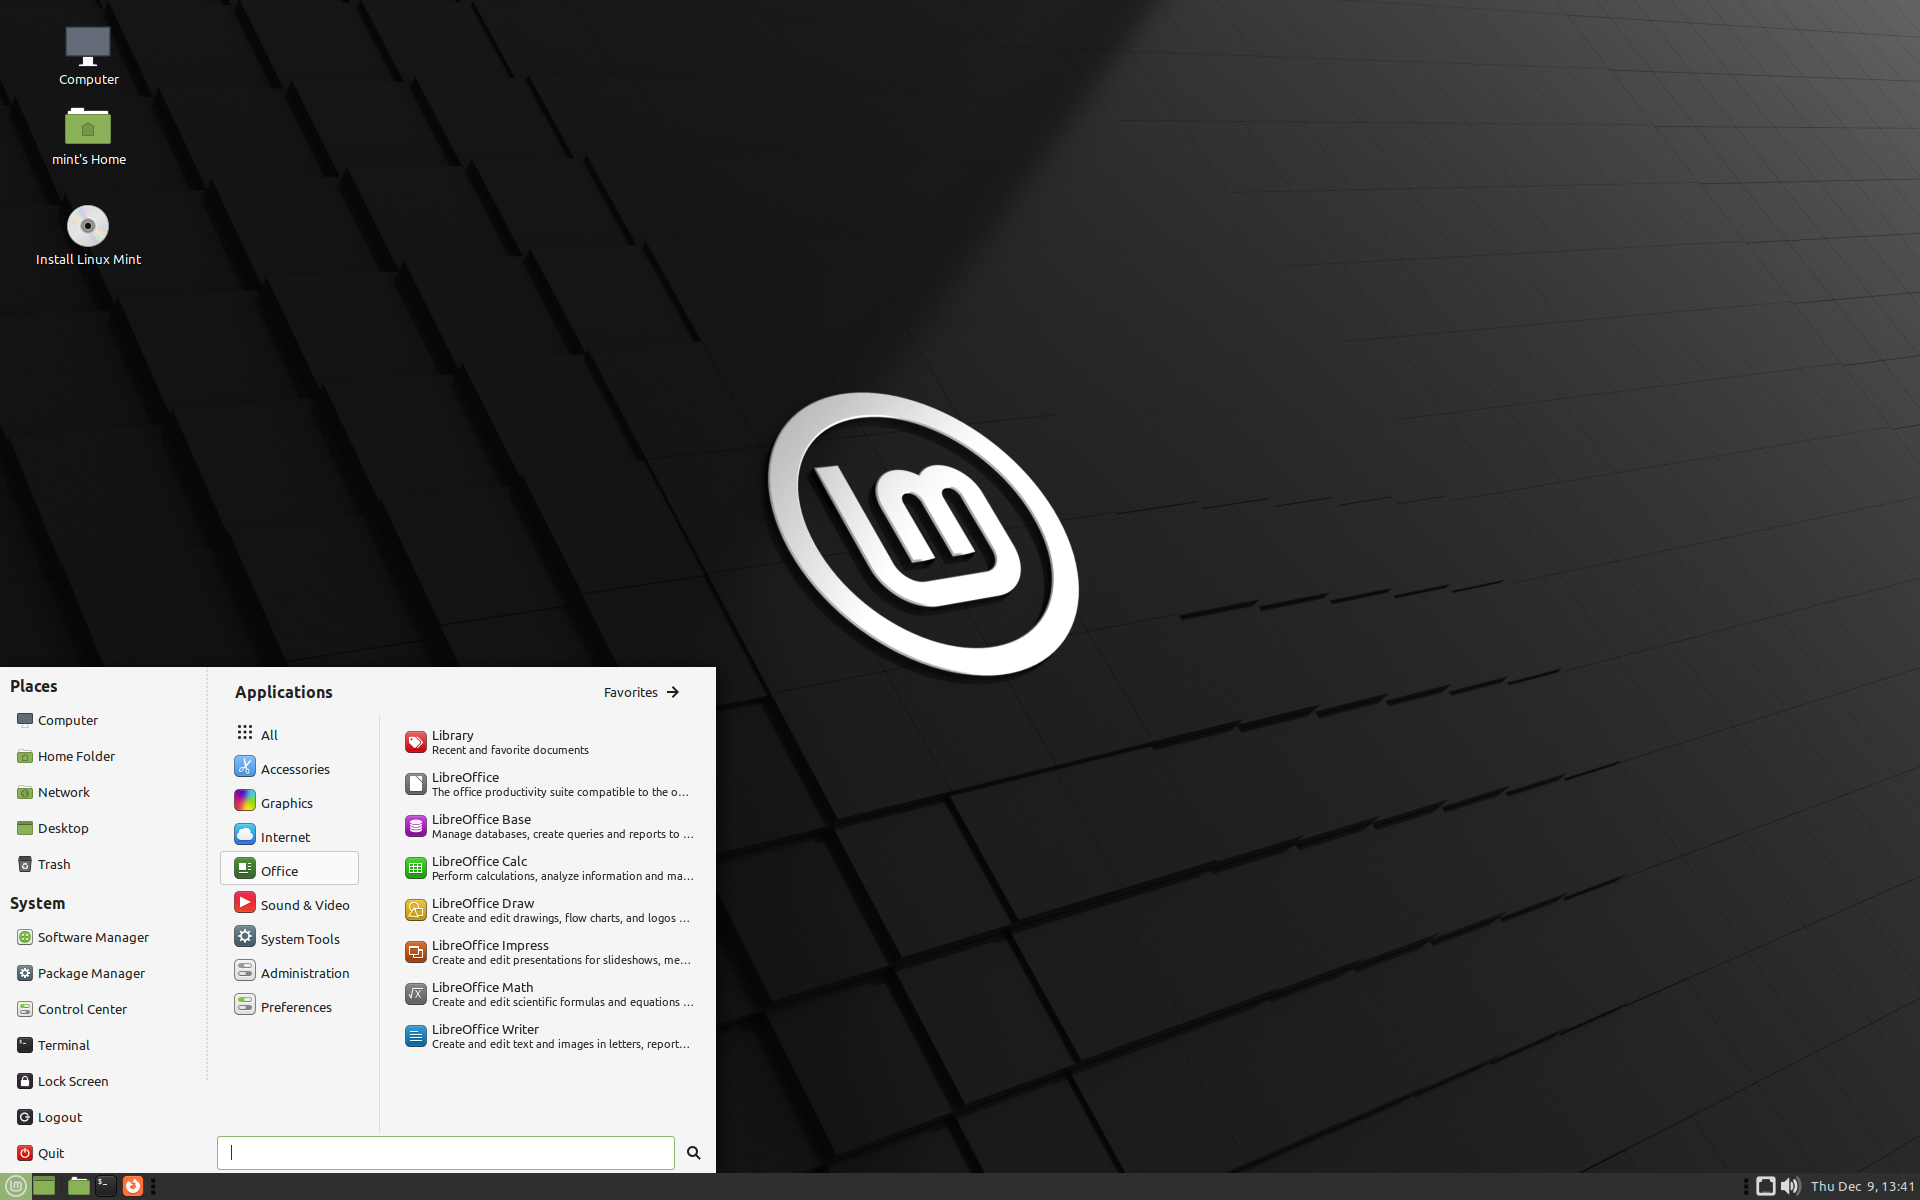 Computer
mint's Home
Install Linux Mint
Places
Computer
Home Folder
Network
Desktop
Trash
System
Software Manager
Package Manager
Control Center
Terminal
Lock Screen
Logout
Quit
Applications
Favorites
All
Accessories
Graphics
Internet
Office
Sound & Video
System Tools
Administration
Preferences
Library
Recent and favorite documents
LibreOffice
The office productivity suite compatible to the o...
LibreOffice Base
Manage databases, create queries and reports to ...
LibreOffice Calc
Perform calculations, analyze information and ma...
LibreOffice Draw
Create and edit drawings, flow charts, and logos ...
LibreOffice Impress
Create and edit presentations for slideshows, me...
LibreOffice Math
Create and edit scientific formulas and equations ...
LibreOffice Writer
Create and edit text and images in letters, report...
Thu Dec 9, 13:41